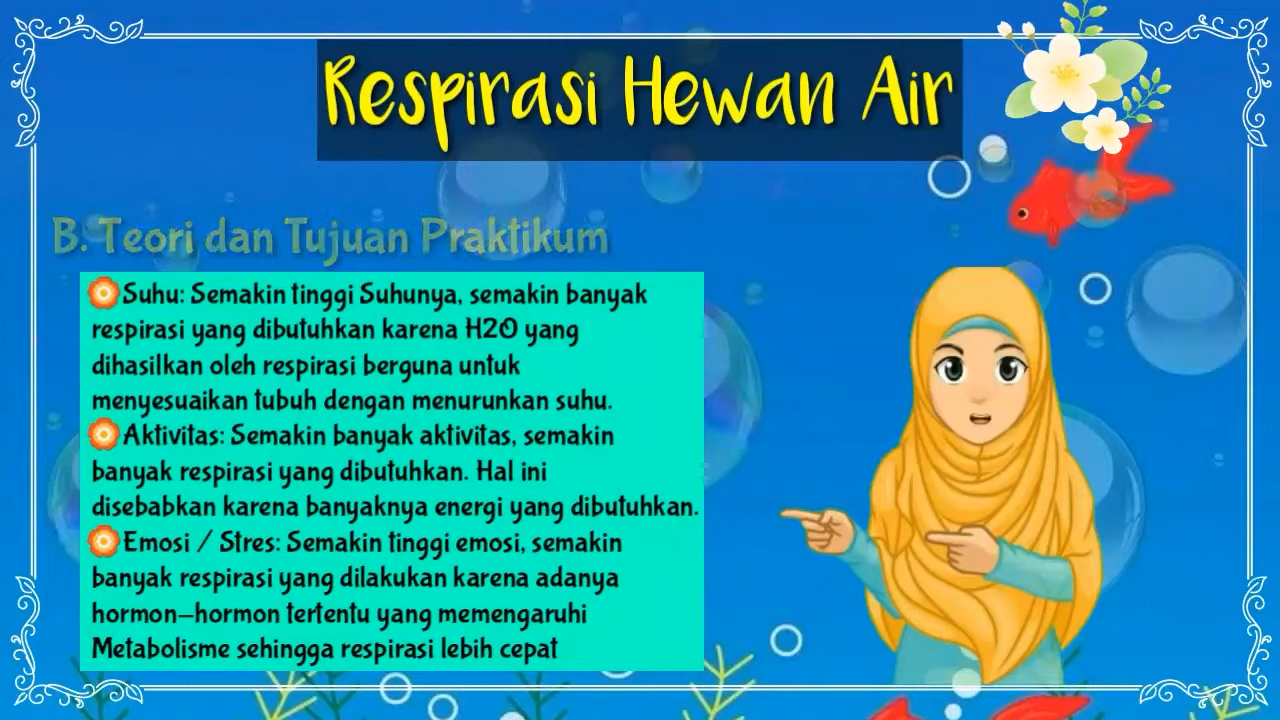 Respirasi Hewan Air
B. Teori dan Tujuan Praktikum
Suhu: Semakin tinggi Suhunya, semakin banyak
respirasi yang dibutuhkan karena H2O yang
dihasilkan oleh respirasi berguna untuk
menyesuaikan tubuh dengan menurunkan suhu.
Aktivitas: Semakin banyak aktivitas, semakin
banyak respirasi yang dibutuhkan. Hal ini
disebabkan karena banyaknya energi yang dibutuhkan.
Emosi / Stres: Semakin tinggi emosi, semakin
banyak respirasi yang dilakukan karena adanya
hormon-hormon tertentu yang memengaruhi
Metabolisme sehingga respirasi lebih cepat